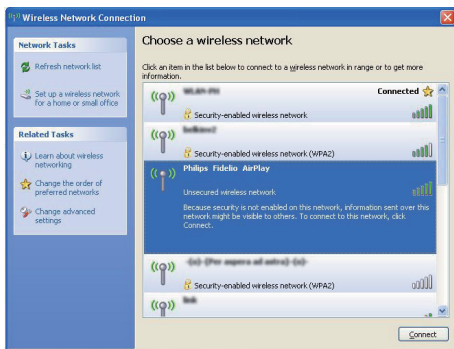 Wireless Network Connection
Network Tasks
Refresh network list
Set up a wireless network
for a home or small office
Related Tasks
Learn about wireless
networking
Change the order of
preferred networks
Change advanced
settings
Choose a wireless network
Click an item in the list below to connect to a wireless network in range or to get more
information.
Connected
Security-enabled wireless network
Security-enabled wireless network (WPA2)
Philips Fidelio AirPlay
Unsecured wireless network
Because security is not enabled on this network, information sent over this
network might be visible to others. To connect to this network, click
Connect.
Security-enabled wireless network (WPA2)
Connect